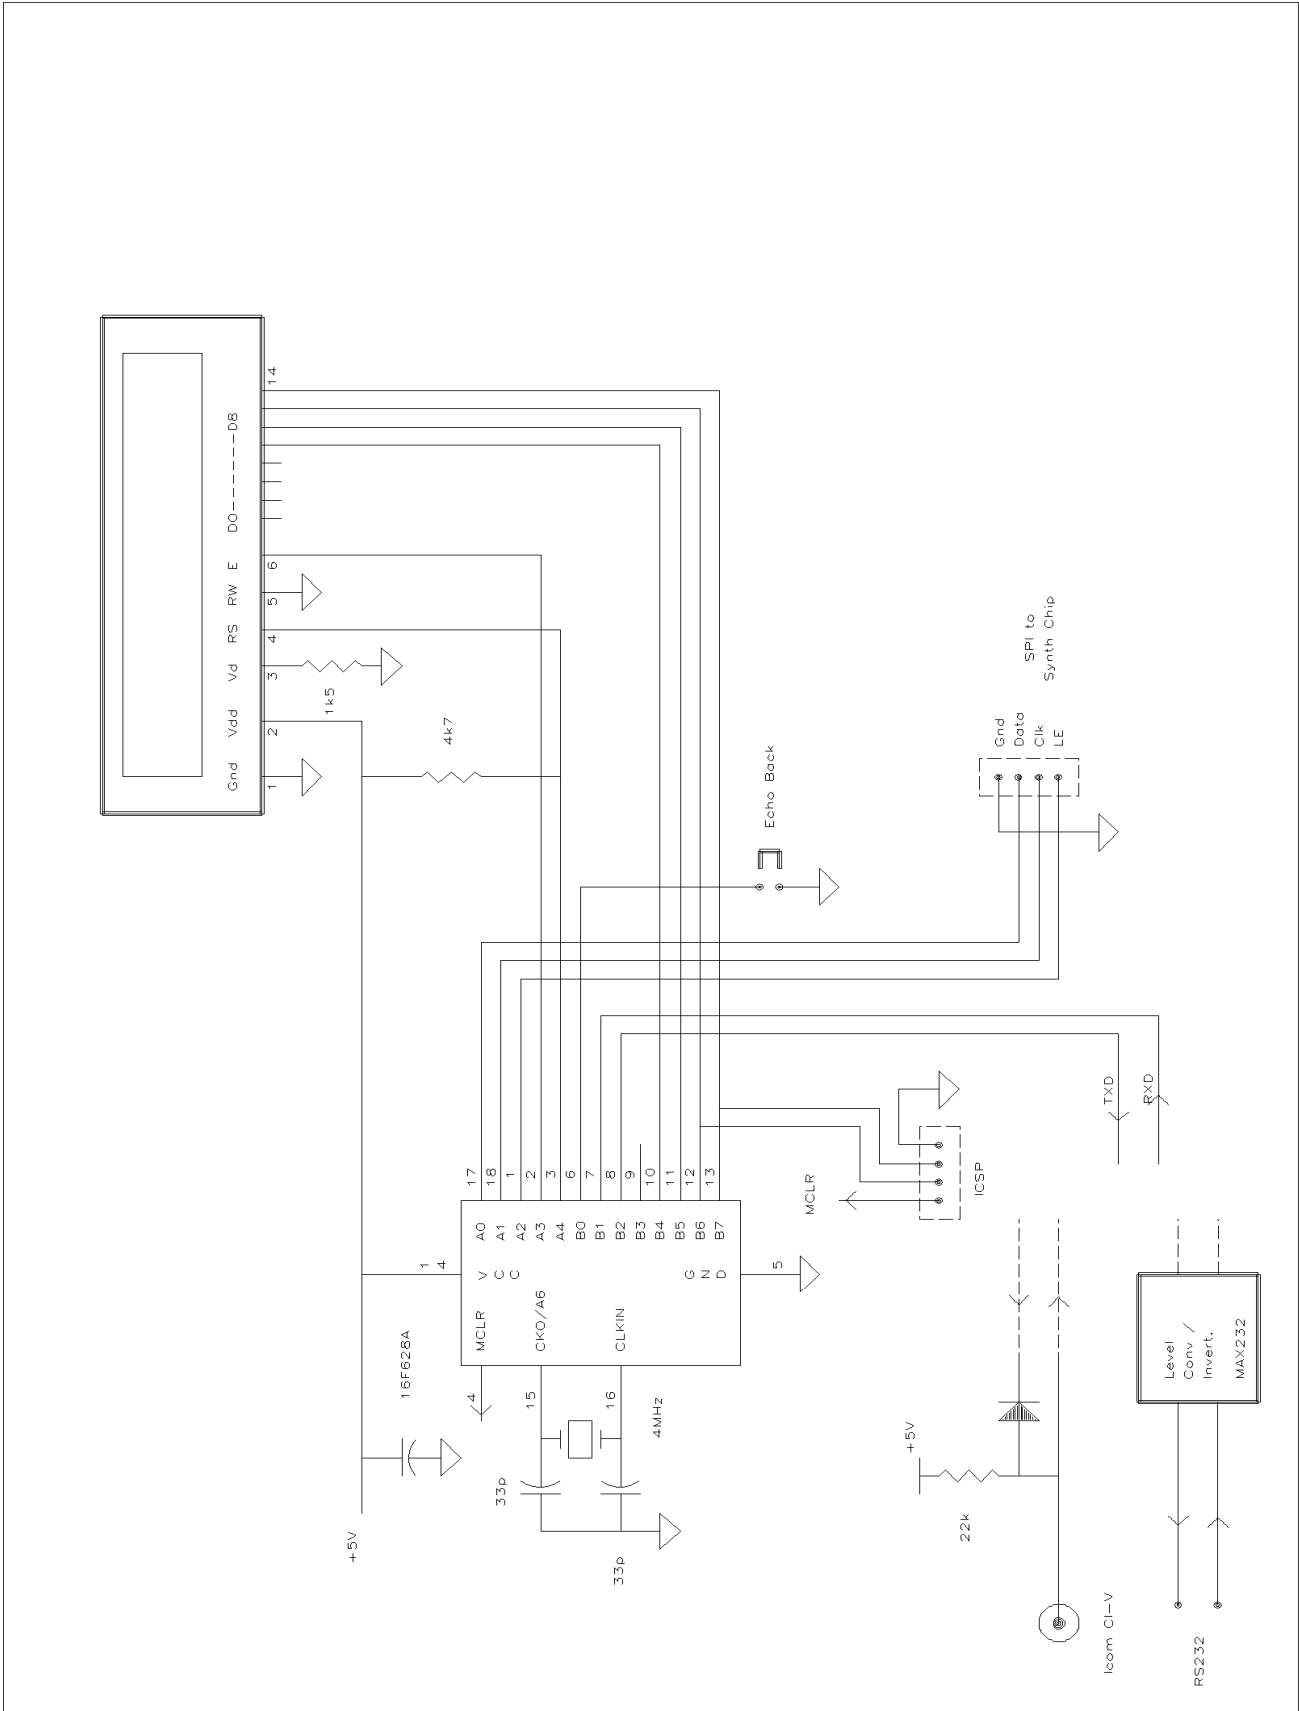 Gnd
Vdd
Vd
RS
RW
E
D0-------D8
1
2
3
4
5
6
14
1k5
4k7
+5V
16F628A
1
4
V
C
C
MCLR
CKO/A6
CLKIN
G
N
D
A0
A1
A2
A3
A4
B0
B1
B2
B3
B4
B5
B6
B7
17
18
1
2
3
6
7
8
9
10
11
12
13
5
4
15
16
4MHz
33p
33p
Echo Back
Gnd
Data
Clk
LE
SPI to
Synth Chip
MCLR
ICSP
TXD
RXD
+5V
22k
Icom CI-V
Level
Conv /
Invert.
MAX232
RS232